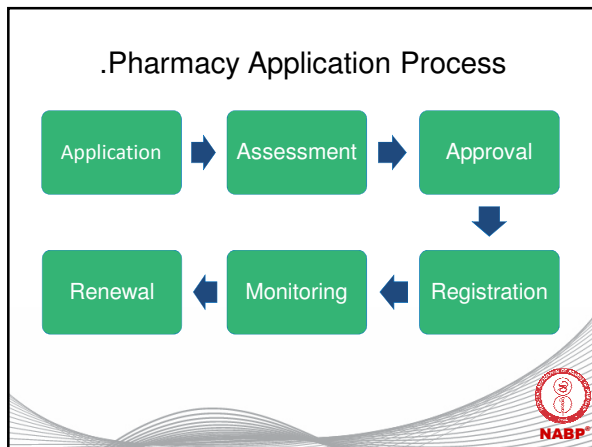 .Pharmacy Application Process
Application
Assessment
Approval
Registration
Monitoring
Renewal
NABP®